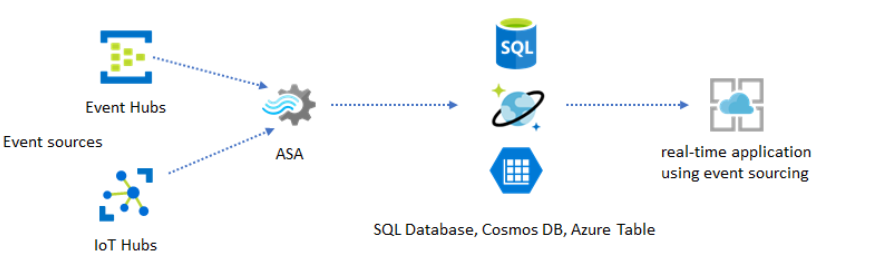 Event Hubs
Event sources
IoT Hubs
ASA
SQL
SQL Database, Cosmos DB, Azure Table
real-time application
using event sourcing